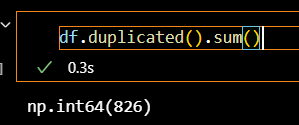 df.duplicated().sum()
0.3s
np.int64(826)